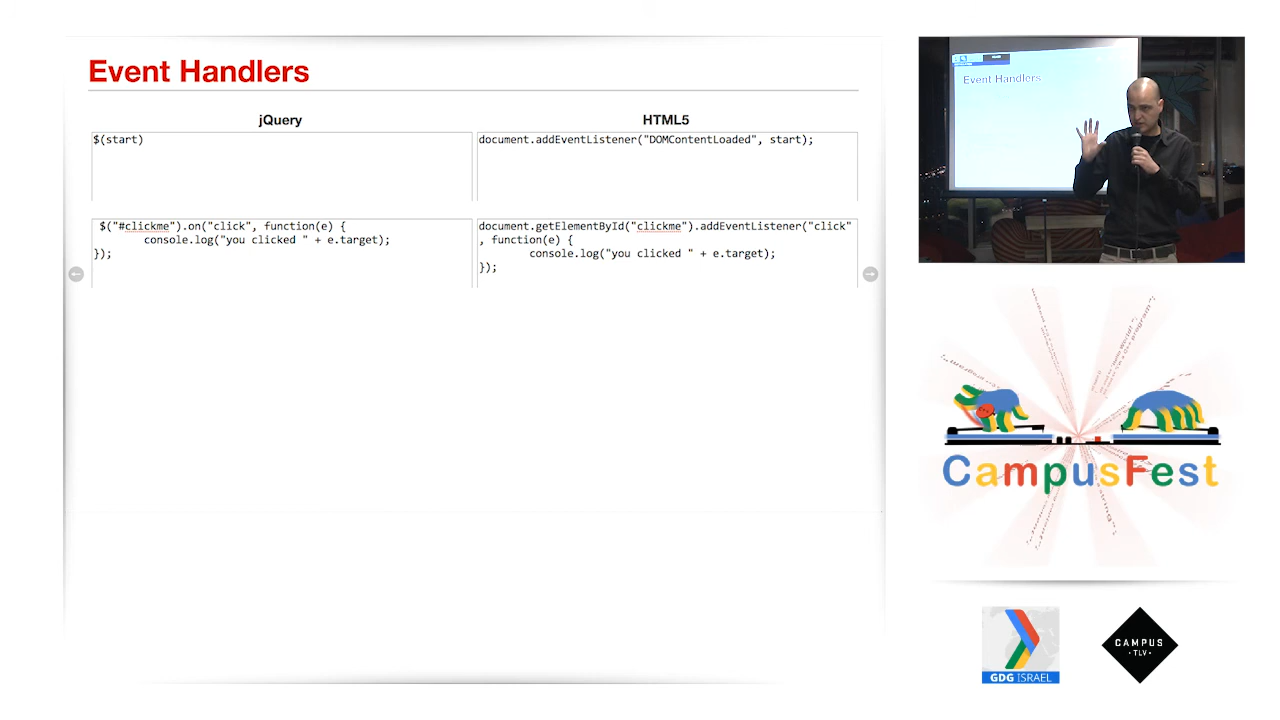 Event Handlers
jQuery
HTML5
$(start)
document.addEventListener("DOMContentLoaded", start);
$("#clickme").on("click", function(e) {
console.log("you clicked " + e.target);
});
document.getElementById("clickme").addEventListener("click"
, function(e) {
console.log("you clicked " + e.target);
});
Event Handlers
CampusFest
GDG ISRAEL
CAMPUS
·TLV·